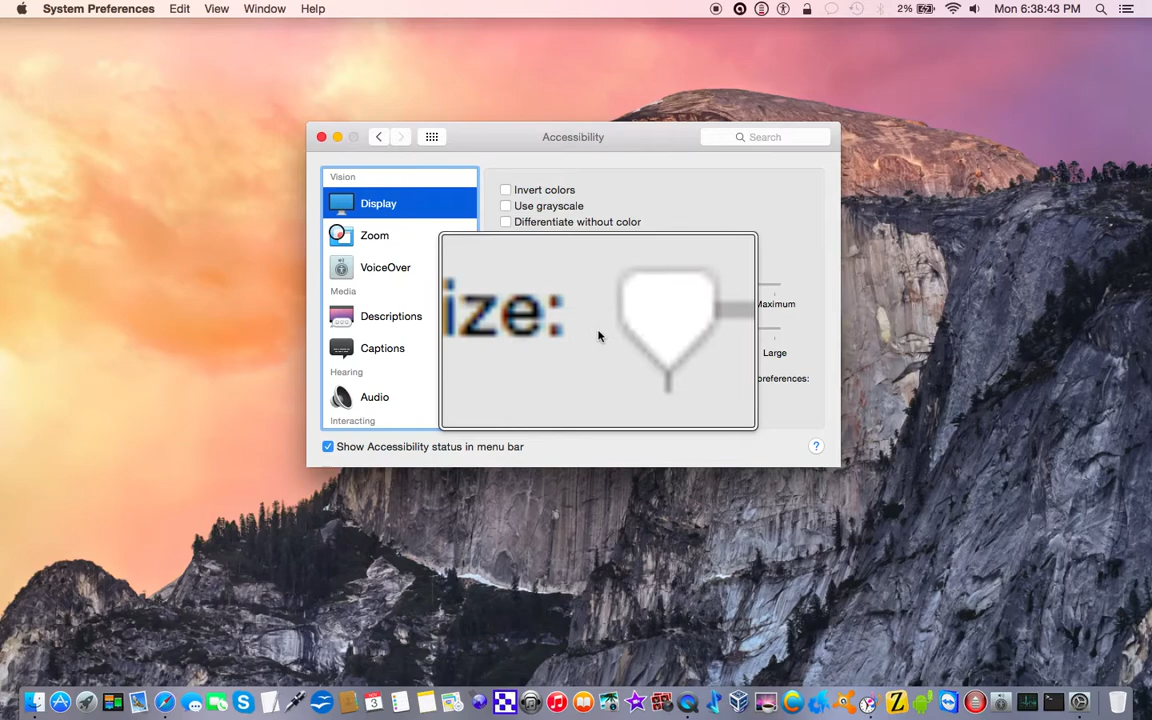 System Preferences Edit View Window Help 2% Mon 6:38:43 PM
Accessibility Search
Vision
Display
Zoom
VoiceOver
Media
Descriptions
Captions
Hearing
Audio
Interacting
Invert colors
Use grayscale
Differentiate without color
ize:
Maximum
Large
preferences:
Show Accessibility status in menu bar
?
3